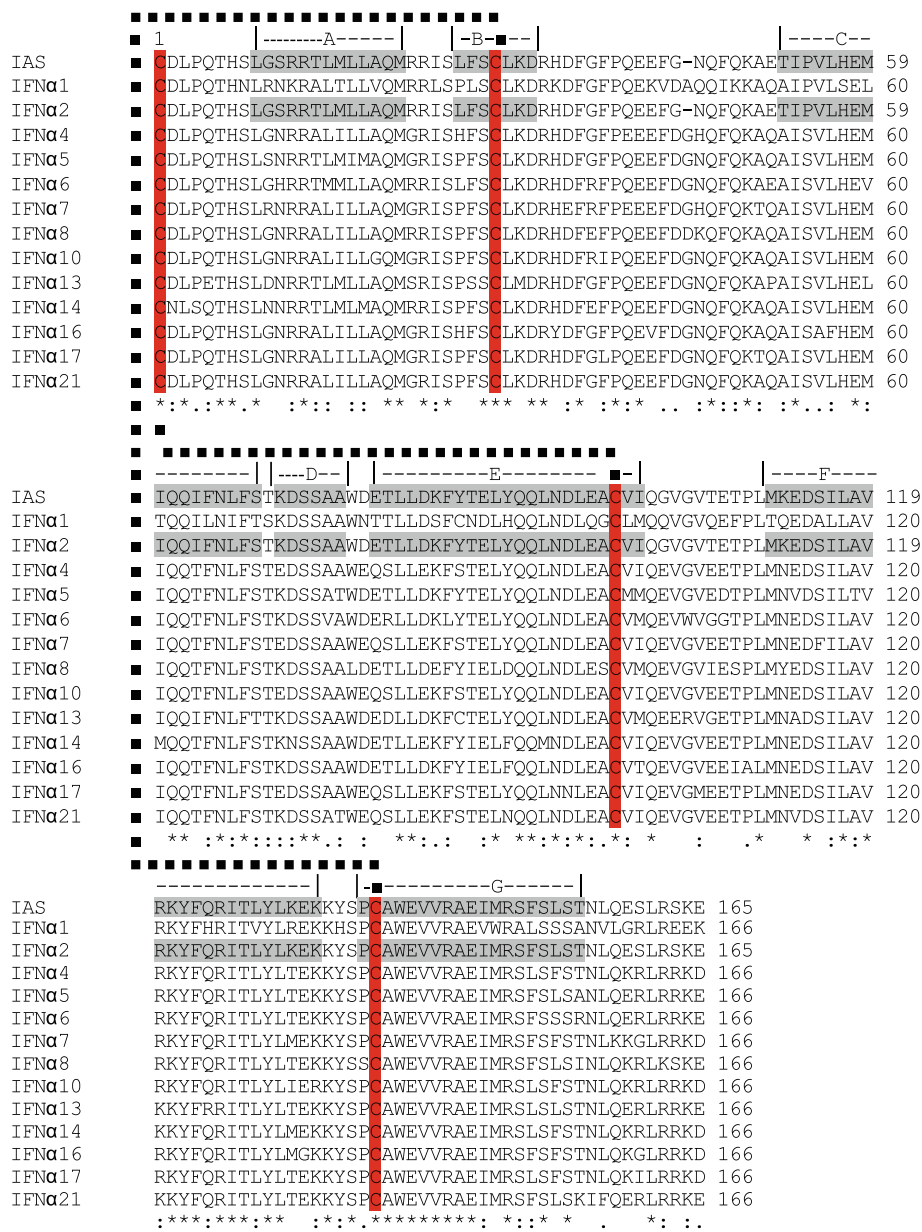 1 ---------A----- -B---- ----C--
IAS CDLPQTHSLGSRRTLMLLAQMRRISLFSCLKDRHDFGFPQEEFG-NQFQKAETIPVLHEM 59
IFNα1 CDLPQTHNLRNKRALTLLVQMRRLSPLSCLKDRKDFGFPQEKVDAQQIKKAQAIPVLSEL 60
IFNα2 CDLPQTHSLGSRRTLMLLAQMRRISLFSCLKDRHDFGFPQEEFG-NQFQKAETIPVLHEM 59
IFNα4 CDLPQTHSLGNRRALILLAQMGRISHFSCLKDRHDFGFPEEEFDGHQFQKAQAISVLHEM 60
IFNα5 CDLPQTHSLSNRRTLMIMAQMGRISPFSCLKDRHDFGFPQEEFDGNQFQKAQAISVLHEM 60
IFNα6 CDLPQTHSLGHRRTMMLLAQMRRISLFSCLKDRHDFRFPQEEFDGNQFQKAEAISVLHEV 60
IFNα7 CDLPQTHSLRNRRALILLAQMGRISPFSCLKDRHEFRFPEEEFDGHQFQKTQAISVLHEM 60
IFNα8 CDLPQTHSLGNRRALILLAQMRRISPFSCLKDRHDFEFPQEEFDDKQFQKAQAISVLHEM 60
IFNα10 CDLPQTHSLGNRRALILLGQMGRISPFSCLKDRHDFRIPQEEFDGNQFQKAQAISVLHEM 60
IFNα13 CDLPETHSLDNRRTLMLLAQMSRISPSSCLMDRHDFGFPQEEFDGNQFQKAPAISVLHEL 60
IFNα14 CNLSQTHSLNNRRTLMLMAQMRRISPFSCLKDRHDFEFPQEEFDGNQFQKAQAISVLHEM 60
IFNα16 CDLPQTHSLGNRRALILLAQMGRISHFSCLKDRYDFGFPQEVFDGNQFQKAQAISAFHEM 60
IFNα17 CDLPQTHSLGNRRALILLAQMGRISPFSCLKDRHDFGLPQEEFDGNQFQKTQAISVLHEM 60
IFNα21 CDLPQTHSLGNRRALILLAQMGRISPFSCLKDRHDFGFPQEEFDGNQFQKAQAISVLHEM 60
*:*.:**.* :*::: ::.** **:* *** ** :* :* .. :*::*: :*..: *:
-------- ----D-- ----------E--------- - ----F----
IAS IQQIFNLFSTKDSSAAWDETLLDKFYTELYQQLNDLEACVIQGVGVTETPLMKEDSILAV 119
IFNα1 TQQILNIFTSKDSSAAWNTTLLDSFCNDLHQQLNDLQGCLMQQVGVQEFPLTQEDALLAV 120
IFNα2 IQQIFNLFSTKDSSAAWDETLLDKFYTELYQQLNDLEACVIQGVGVTETPLMKEDSILAV 119
IFNα4 IQQTFNLFSTEDSSAAWEQSLLEKFSTELYQQLNDLEACVIQEVGVEETPLMNEDSILAV 120
IFNα5 IQQTFNLFSTKDSSATWDETLLDKFYTELYQQLNDLEACMMQEVGVEDTPLMNVDSILTV 120
IFNα6 IQQTFNLFSTKDSSVAWDERLLDKLYTELYQQLNDLEACVMQEVWVGGTPLMNEDSILAV 120
IFNα7 IQQTFNLFSTEDSSAAWEQSLLEKFSTELYQQLNDLEACVIQEVGVEETPLMNEDFILAV 120
IFNα8 IQQTFNLFSTKDSSAALDETLLDEFYIELDQQLNDLESCVMQEVGVIESPLMYEDSILAV 120
IFNα10 IQQTFNLFSTEDSSAAWEQSLLEKFSTELYQQLNDLEACVIQEVGVEETPLMNEDSILAV 120
IFNα13 IQQIFNLFTTKDSSAAWDEDLLDKFCTELYQQLNDLEACVMQEERVGETPLMNADSILAV 120
IFNα14 MQQTFNLFSTKNSSAAWDETLLEKFYIELFQQMNDLEACVIQEVGVEETPLMNEDSILAV 120
IFNα16 IQQTFNLFSTKDSSAAWDETLLDKFYIELFQQLNDLEACVTQEVGVEEIALMNEDSILAV 120
IFNα17 IQQTFNLFSTEDSSAAWEQSLLEKFSTELYQQLNNLEACVIQEVGMEETPLMNEDSILAV 120
IFNα21 IQQTFNLFSTKDSSATWEQSLLEKFSTELNQQLNDLEACVIQEVGVEETPLMNVDSILAV 120
** :*:*::::**.: : **:.: :* **:*:*:.*: * : .* * :*:*
------------- - ---------G------
IAS RKYFQRITLYLKEKKYSPCAWEVVRAEIMRSFSLSTNLQESLRSKE 165
IFNα1 RKYFHRITVYLREKKHSPCAWEVVRAEVWRALSSSANVLGRLREEK 166
IFNα2 RKYFQRITLYLKEKKYSPCAWEVVRAEIMRSFSLSTNLQESLRSKE 165
IFNα4 RKYFQRITLYLTEKKYSPCAWEVVRAEIMRSLSFSTNLQKRLRRKD 166
IFNα5 RKYFQRITLYLTEKKYSPCAWEVVRAEIMRSFSLSANLQERLRRKE 166
IFNα6 RKYFQRITLYLTEKKYSPCAWEVVRAEIMRSFSSSRNLQERLRRKE 166
IFNα7 RKYFQRITLYLMEKKYSPCAWEVVRAEIMRSFSFSTNLKKGLRRKD 166
IFNα8 RKYFQRITLYLTEKKYSSCAWEVVRAEIMRSFSLSINLQKRLKSKE 166
IFNα10 RKYFQRITLYLIERKYSPCAWEVVRAEIMRSLSFSTNLQKRLRRKD 166
IFNα13 KKYFRRITLYLTEKKYSPCAWEVVRAEIMRSLSLSTNLQERLRRKE 166
IFNα14 KKYFQRITLYLMEKKYSPCAWEVVRAEIMRSLSFSTNLQKRLRRKD 166
IFNα16 RKYFQRITLYLMGKKYSPCAWEVVRAEIMRSFSFSTNLQKGLRRKD 166
IFNα17 RKYFQRITLYLTEKKYSPCAWEVVRAEIMRSLSFSTNLQKILRRKD 166
IFNα21 KKYFQRITLYLTEKKYSPCAWEVVRAEIMRSFSLSKIFQERLRRKE 166
:***:***:** :*:*.*********: *::* * . *: :.